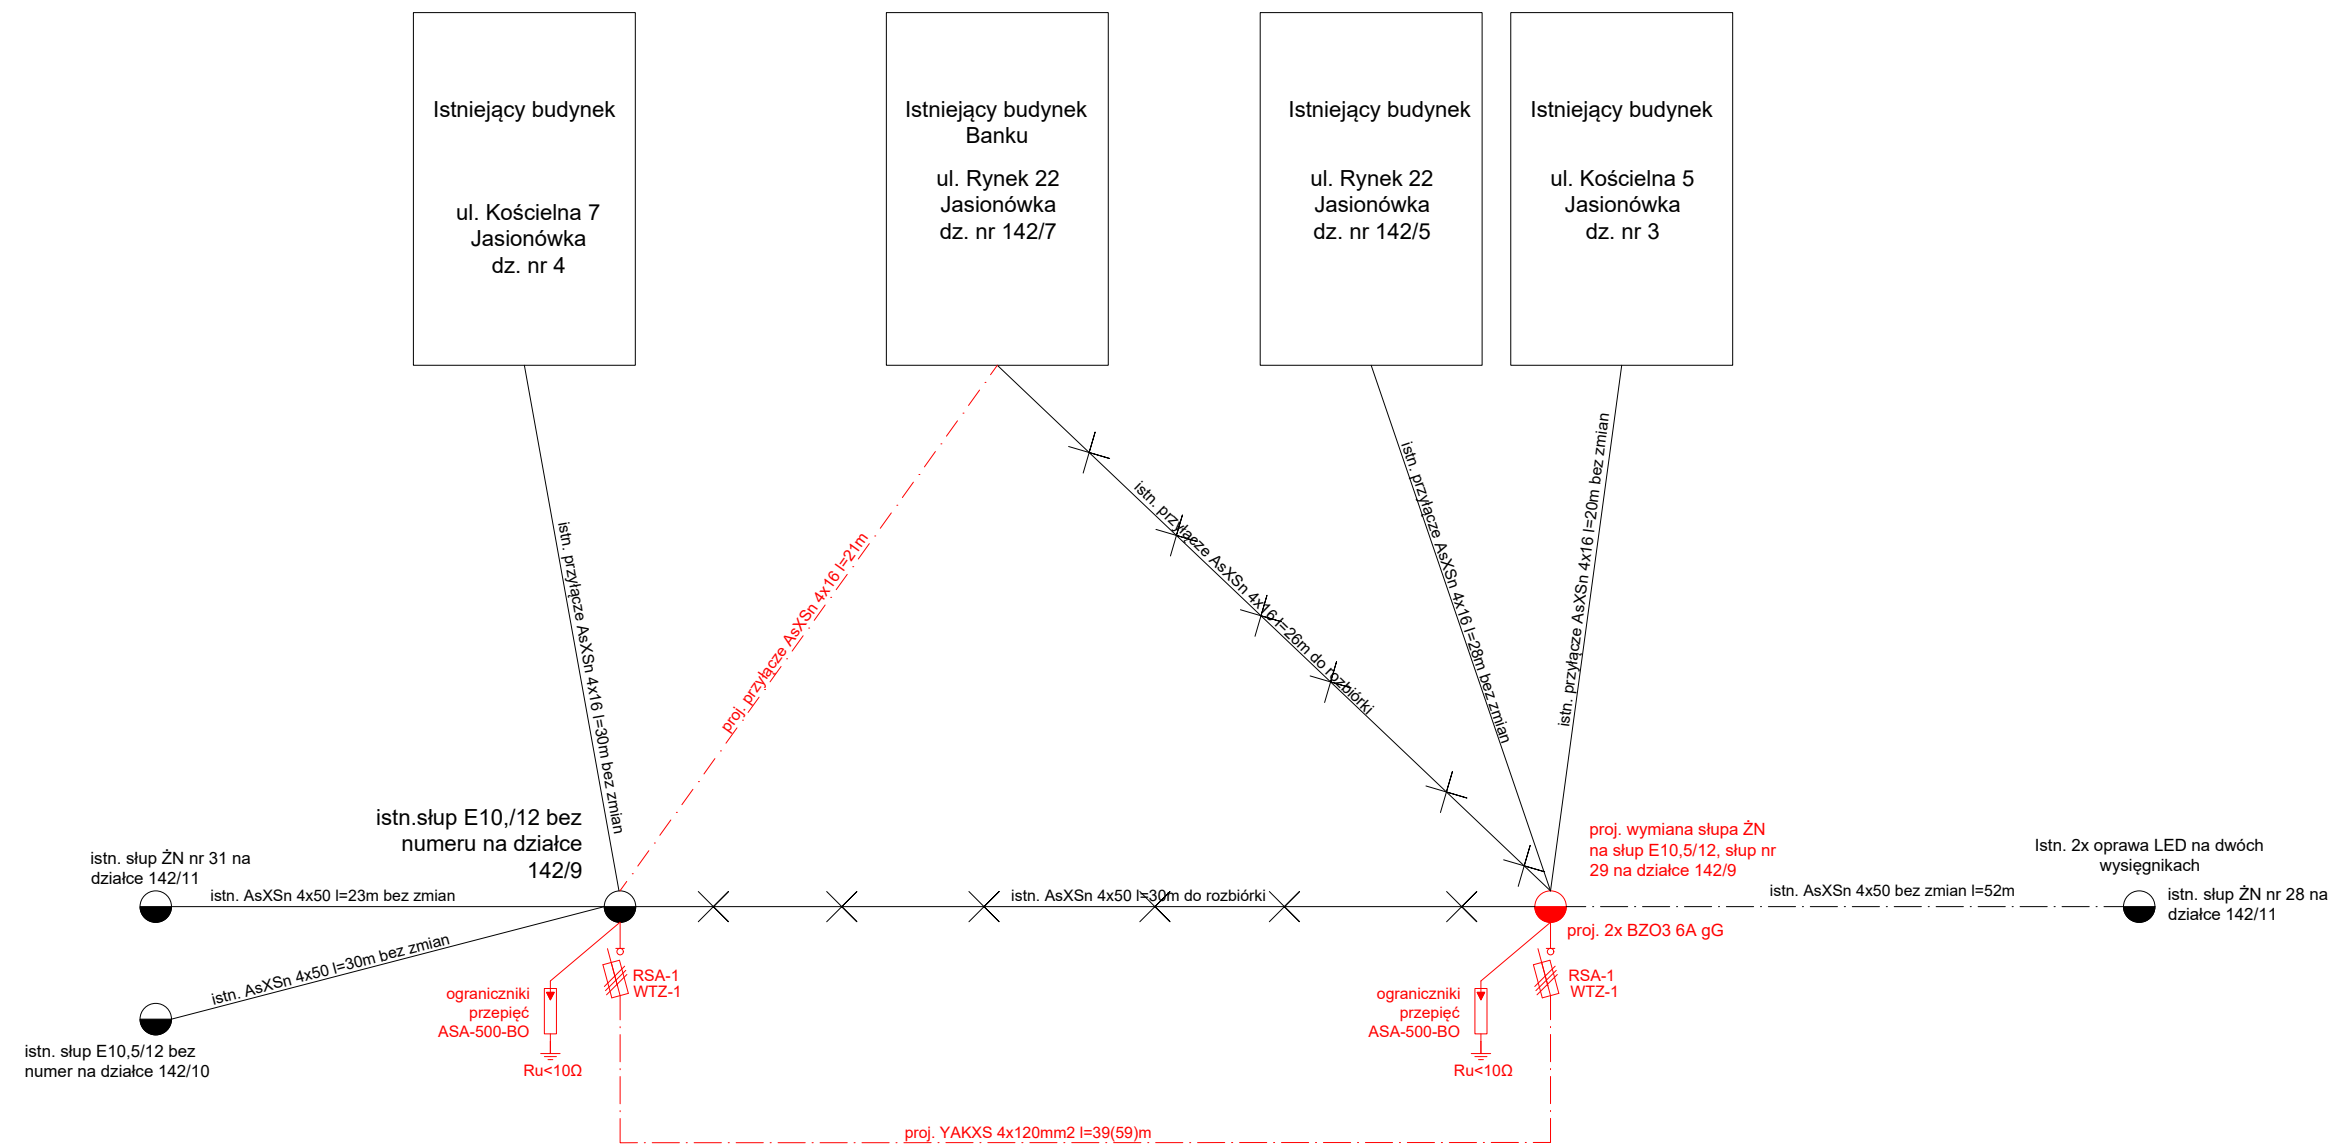 Istniejący budynek
ul. Kościelna 7
Jasionówka
dz. nr 4
Istniejący budynek
Banku
ul. Rynek 22
Jasionówka
dz. nr 142/7
Istniejący budynek
ul. Rynek 22
Jasionówka
dz. nr 142/5
Istniejący budynek
ul. Kościelna 5
Jasionówka
dz. nr 3
istn. przyłącze AsXSn 4x16 l=30m bez zmian
proj. przyłącze AsXSn 4x16 l=21m
istn. przyłącze AsXSn 4x16 l=26m do rozbiórki
istn. przyłącze AsXSn 4x16 l=28m bez zmian
istn. przyłącze AsXSn 4x16 l=20m bez zmian
istn.słup E10,/12 bez
numeru na działce
142/9
istn. słup ŻN nr 31 na
działce 142/11
istn. AsXSn 4x50 l=23m bez zmian
istn. AsXSn 4x50 l=30m do rozbiórki
proj. wymiana słupa ŻN
na słup E10,5/12, słup nr
29 na działce 142/9
istn. AsXSn 4x50 bez zmian l=52m
Istn. 2x oprawa LED na dwóch
wysięgnikach
istn. słup ŻN nr 28 na
działce 142/11
proj. 2x BZO3 6A gG
istn. AsXSn 4x50 l=30m bez zmian
istn. słup E10,5/12 bez
numer na działce 142/10
RSA-1
WTZ-1
ograniczniki
przepięć
ASA-500-BO
Ru<10Ω
RSA-1
WTZ-1
ograniczniki
przepięć
ASA-500-BO
Ru<10Ω
proj. YAKXS 4x120mm2 l=39(59)m